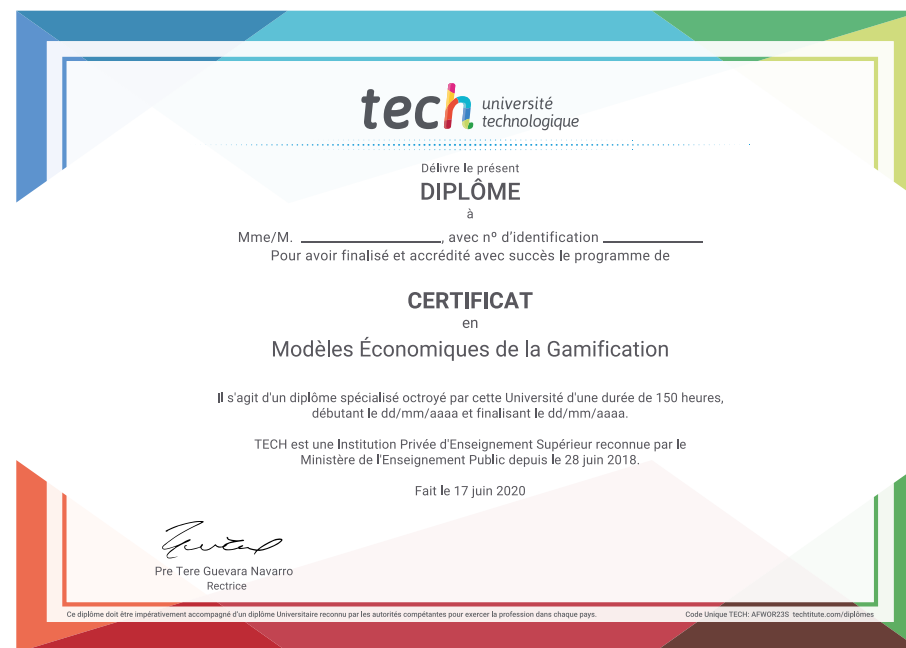 tech université
technologique
Délivre le présent
DIPLÔME
à
Mme/M. ____________________, avec nº d'identification ______________
Pour avoir finalisé et accrédité avec succès le programme de
CERTIFICAT
en
Modèles Économiques de la Gamification
Il s'agit d'un diplôme spécialisé octroyé par cette Université d'une durée de 150 heures,
débutant le dd/mm/aaaa et finalisant le dd/mm/aaaa.
TECH est une Institution Privée d'Enseignement Supérieur reconnue par le
Ministère de l'Enseignement Public depuis le 28 juin 2018.
Fait le 17 juin 2020
Pre Tere Guevara Navarro
Rectrice
Ce diplôme doit être impérativement accompagné d'un diplôme Universitaire reconnu par les autorités compétentes pour exercer la profession dans chaque pays.
Code Unique TECH: AFWOR23S techtitute.com/diplômes